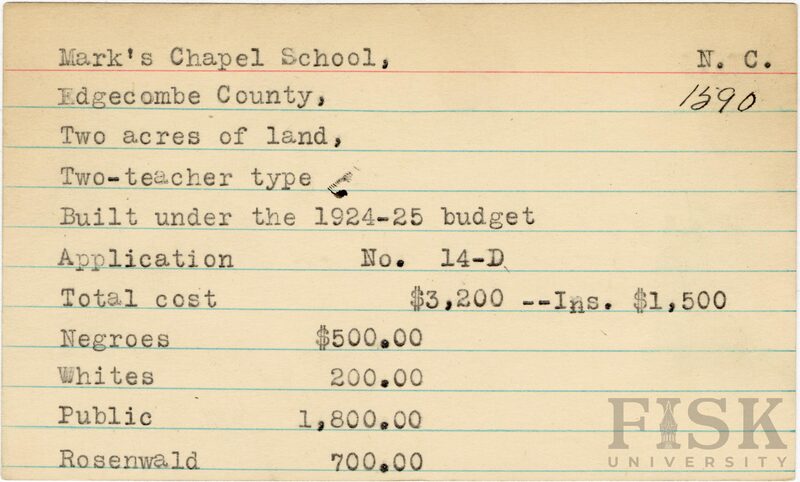 Mark's Chapel School, N. C.
Edgecombe County, 1590
Two acres of land,
Two-teacher type
Built under the 1924-25 budget
Application No. 14-D
Total cost $3,200 --Ins. $1,500
Negroes $500.00
Whites 200.00
Public 1,800.00
Rosenwald 700.00
FISK
UNIVERSITY